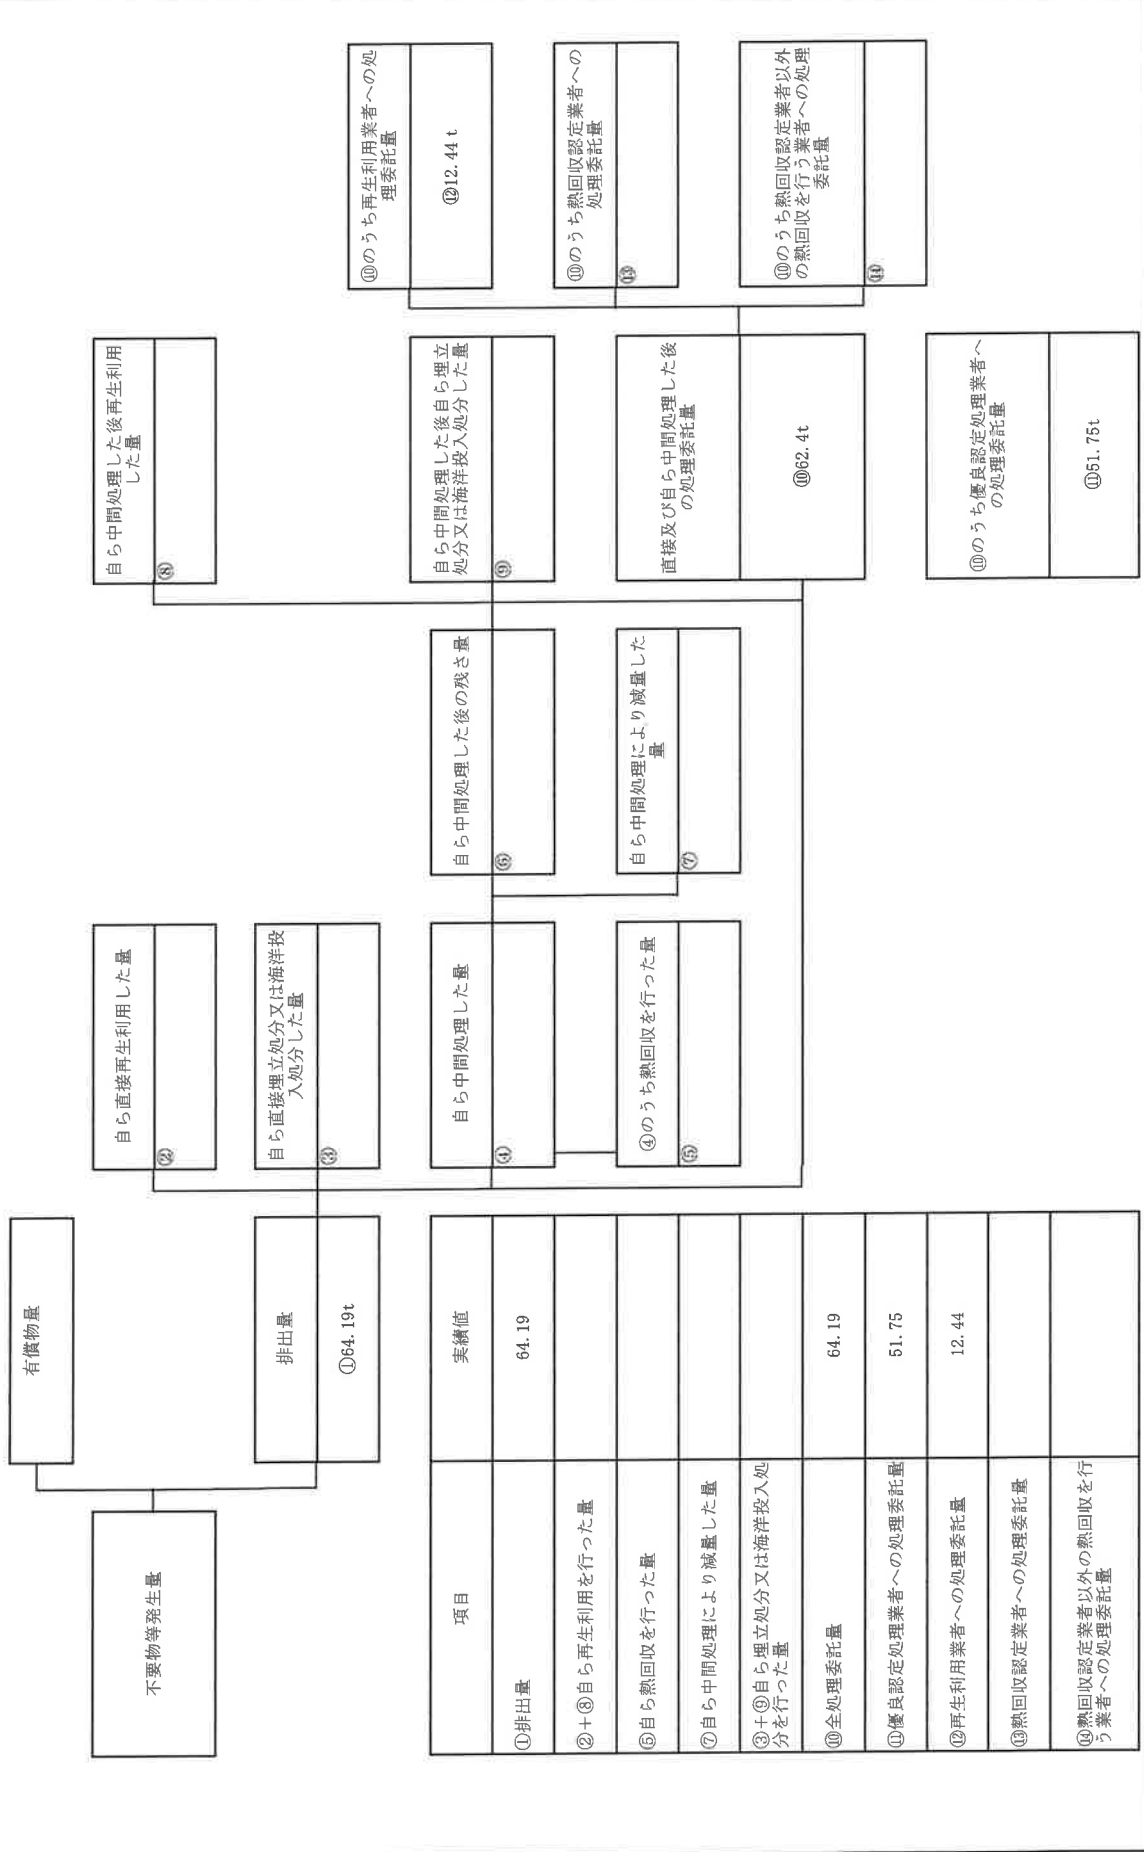 有償物量
不要物等発生量
排出量
①64.19t
自ら直接再生利用した量
②
自ら直接埋立処分又は海洋投
入処分した量
③
自ら中間処理した量
④
④のうち熱回収を行った量
⑤
自ら中間処理した後の残さ量
⑥
自ら中間処理により減量した
量
⑦
自ら中間処理した後再生利用
した量
⑧
自ら中間処理した後自ら埋立
処分又は海洋投入処分した量
⑨
直接及び自ら中間処理した後
の処理委託量
⑩62.4t
⑩のうち優良認定処理業者へ
の処理委託量
⑪51.75t
⑩のうち再生利用業者への処
理委託量
⑫12.44t
⑩のうち熱回収認定業者への
処理委託量
⑬
⑩のうち熱回収認定業者以外
の熱回収を行う業者への処理
委託量
⑭
項目 実績値
①排出量 64.19
②+⑧自ら再生利用を行った量
⑤自ら熱回収を行った量
⑦自ら中間処理により減量した量
③+⑨自ら埋立処分又は海洋投入処
分を行った量
⑩全処理委託量 64.19
⑪優良認定処理業者への処理委託量 51.75
⑫再生利用業者への処理委託量 12.44
⑬熱回収認定業者への処理委託量
⑭熱回収認定業者以外の熱回収を行
う業者への処理委託量